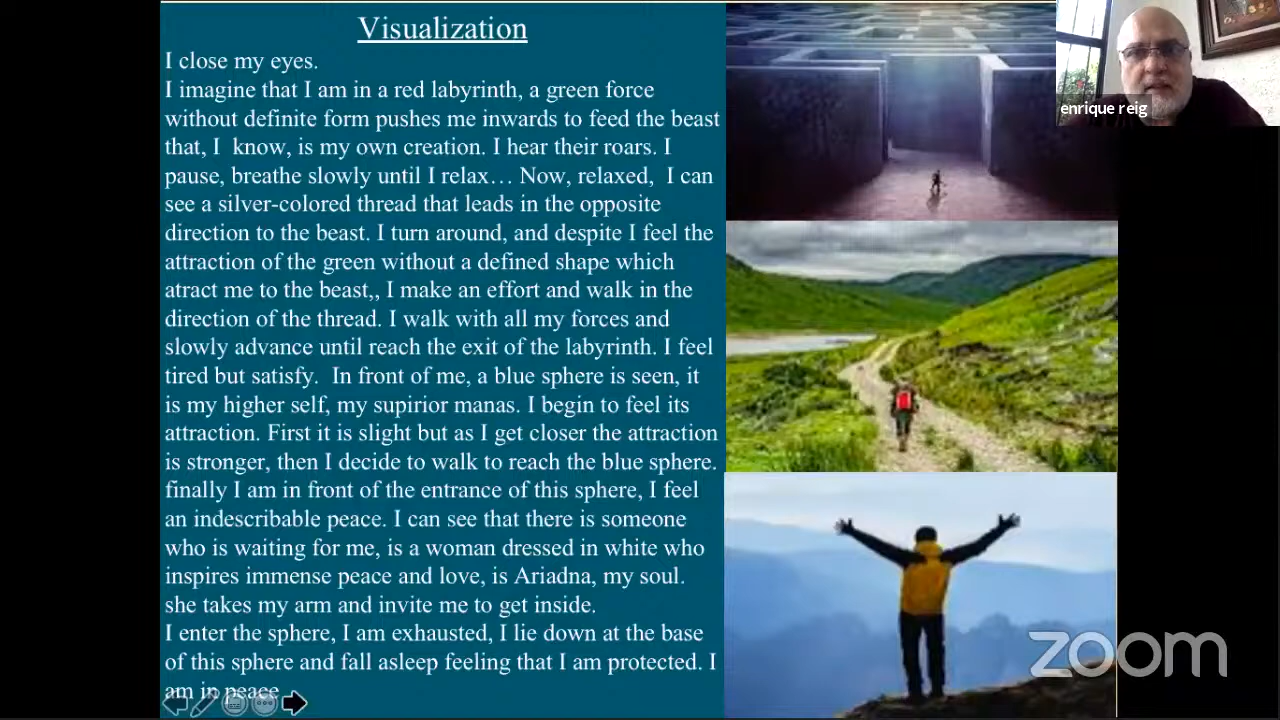 Visualization
I close my eyes.
I imagine that I am in a red labyrinth, a green force
without definite form pushes me inwards to feed the beast
that, I know, is my own creation. I hear their roars. I
pause, breathe slowly until I relax… Now, relaxed, I can
see a silver-colored thread that leads in the opposite
direction to the beast. I turn around, and despite I feel the
attraction of the green without a defined shape which
atract me to the beast,, I make an effort and walk in the
direction of the thread. I walk with all my forces and
slowly advance until reach the exit of the labyrinth. I feel
tired but satisfy. In front of me, a blue sphere is seen, it
is my higher self, my supirior manas. I begin to feel its
attraction. First it is slight but as I get closer the attraction
is stronger, then I decide to walk to reach the blue sphere.
finally I am in front of the entrance of this sphere, I feel
an indescribable peace. I can see that there is someone
who is waiting for me, is a woman dressed in white who
inspires immense peace and love, is Ariadna, my soul.
she takes my arm and invite me to get inside.
I enter the sphere, I am exhausted, I lie down at the base
of this sphere and fall asleep feeling that I am protected. I
am in peace
enrique reig
zoom